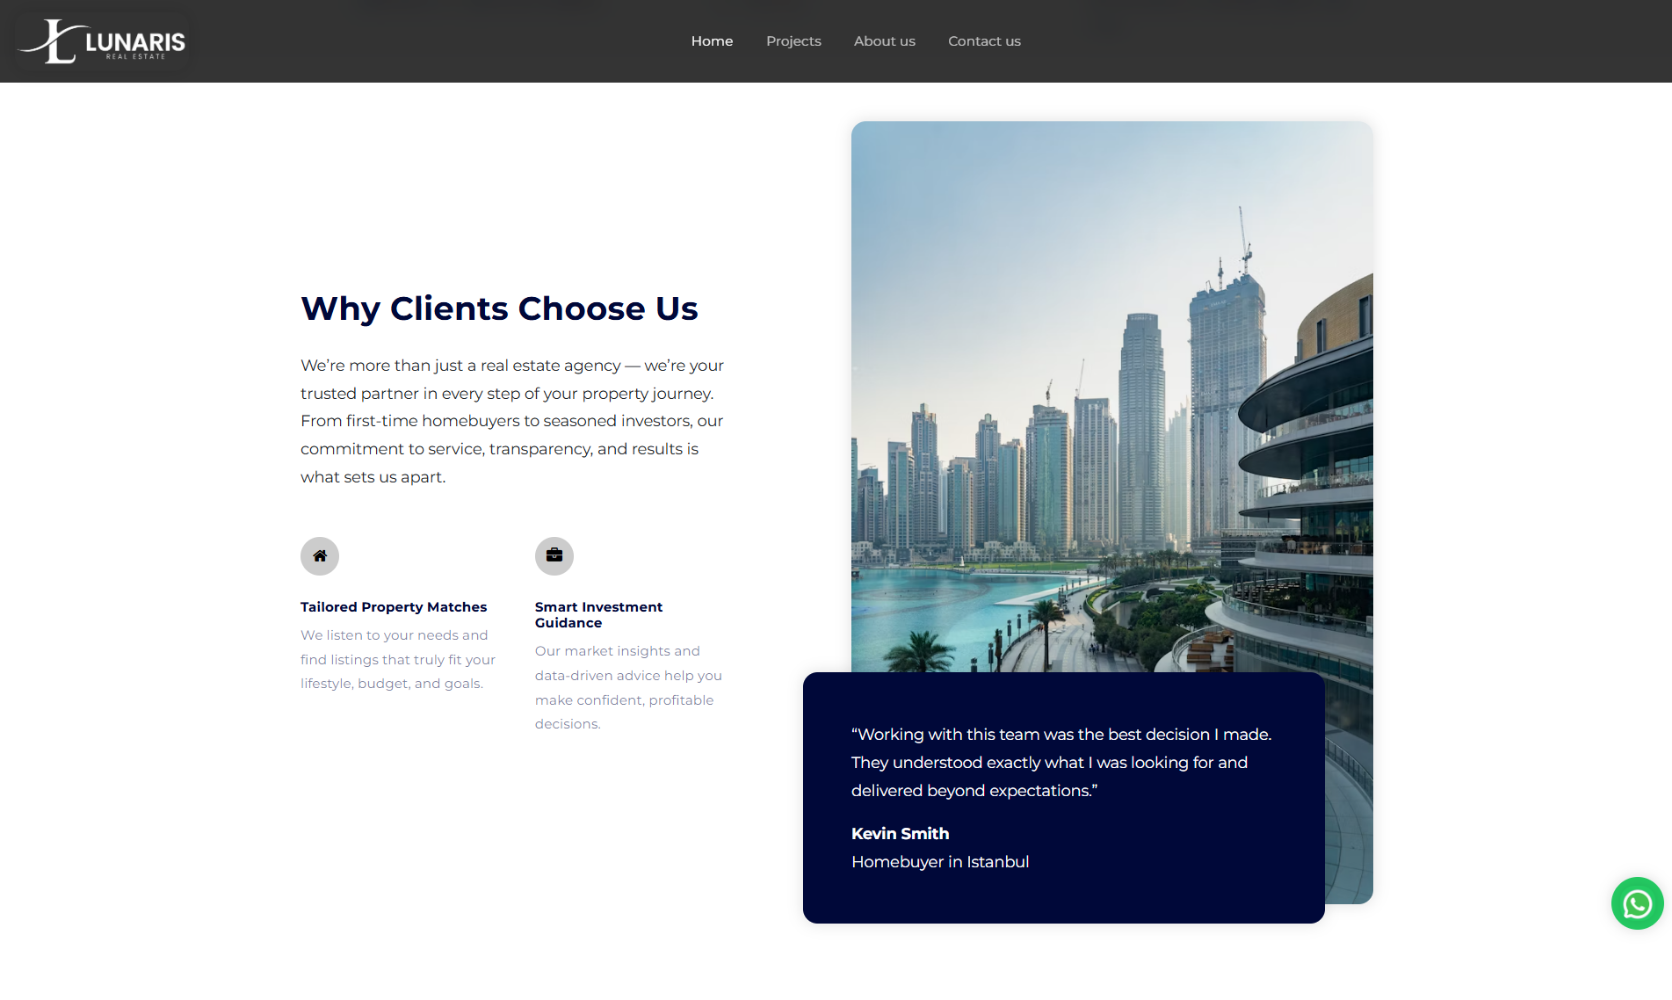 LUNARIS
REAL ESTATE
Home Projects About us Contact us
Why Clients Choose Us
We’re more than just a real estate agency — we’re your
trusted partner in every step of your property journey.
From first-time homebuyers to seasoned investors, our
commitment to service, transparency, and results is
what sets us apart.
Tailored Property Matches
We listen to your needs and
find listings that truly fit your
lifestyle, budget, and goals.
Smart Investment
Guidance
Our market insights and
data-driven advice help you
make confident, profitable
decisions.
“Working with this team was the best decision I made.
They understood exactly what I was looking for and
delivered beyond expectations.”
Kevin Smith
Homebuyer in Istanbul